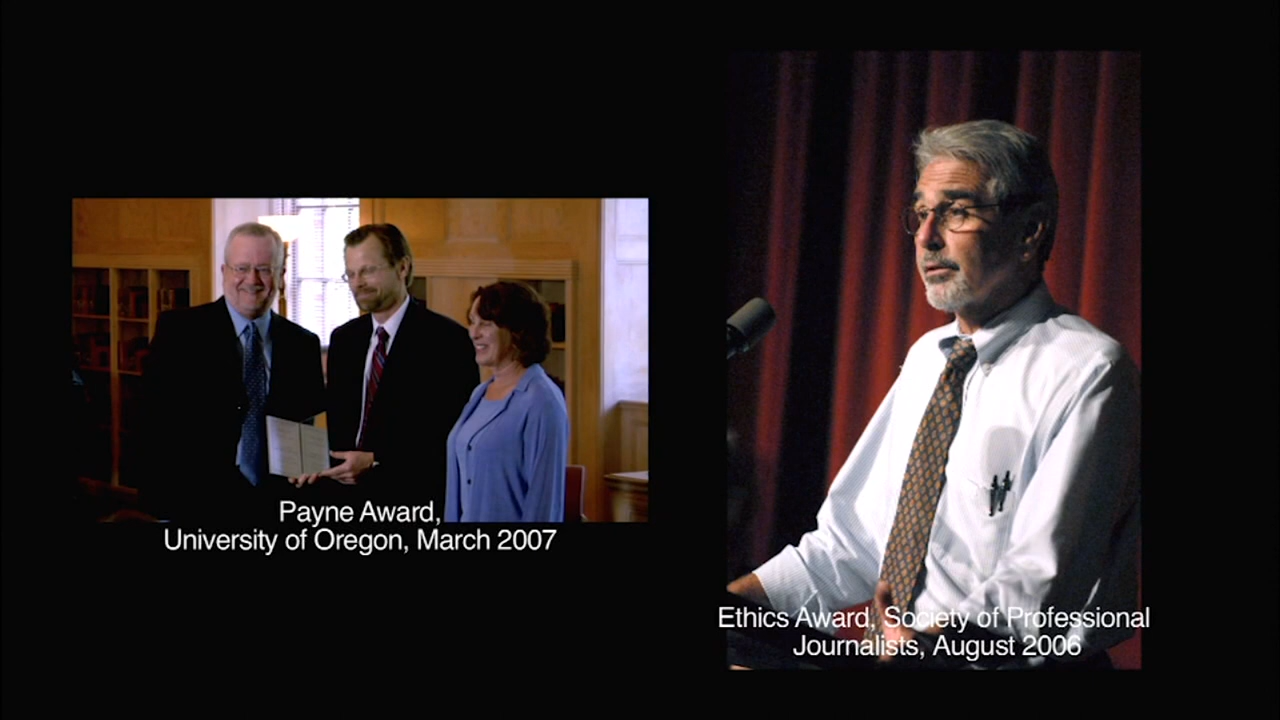 Payne Award,
University of Oregon, March 2007
Ethics Award, Society of Professional
Journalists, August 2006